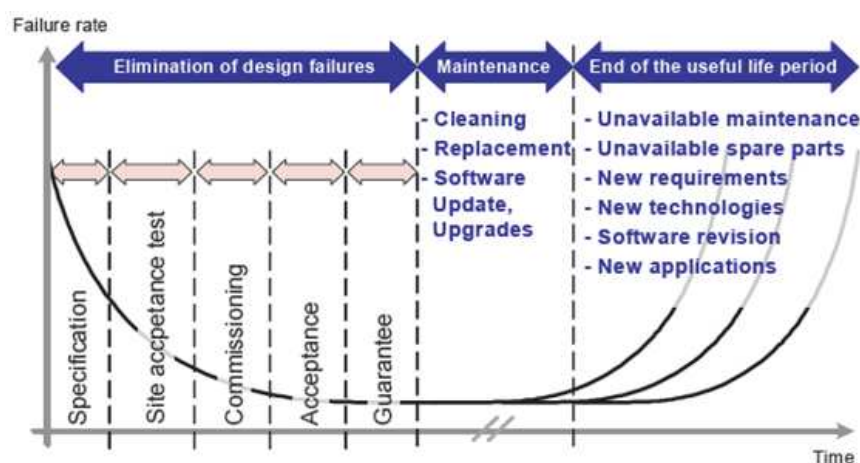 Failure rate
Elimination of design failures
Maintenance
End of the useful life period
- Cleaning
- Replacement
- Software
Update,
Upgrades
- Unavailable maintenance
- Unavailable spare parts
- New requirements
- New technologies
- Software revision
- New applications
Specification
Site accpetance test
Commissioning
Acceptance
Guarantee
Time